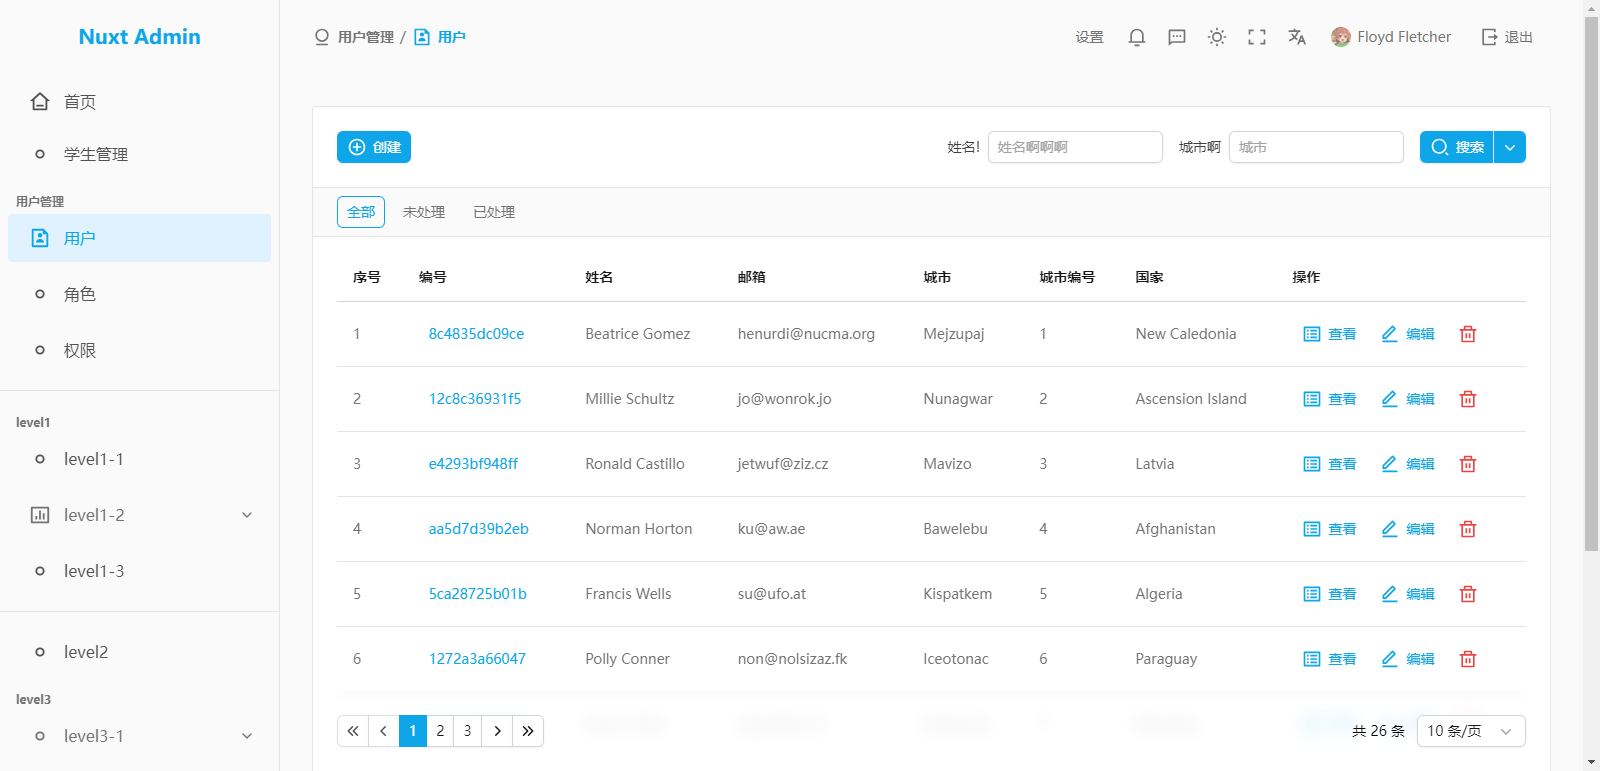 Nuxt Admin
首页
学生管理
用户管理
用户
角色
权限
level1
level1-1
level1-2
level1-3
level2
level3
level3-1
用户管理 / 用户
设置
Floyd Fletcher
退出
创建
姓名! 姓名啊啊啊 城市啊 城市 搜索
全部 未处理 已处理
序号 编号 姓名 邮箱 城市 城市编号 国家 操作
1 8c4835dc09ce Beatrice Gomez henurdi@nucma.org Mejzupaj 1 New Caledonia 查看 编辑
2 12c8c36931f5 Millie Schultz jo@wonrok.jo Nunagwar 2 Ascension Island 查看 编辑
3 e4293bf948ff Ronald Castillo jetwuf@ziz.cz Mavizo 3 Latvia 查看 编辑
4 aa5d7d39b2eb Norman Horton ku@aw.ae Bawelebu 4 Afghanistan 查看 编辑
5 5ca28725b01b Francis Wells su@ufo.at Kispatkem 5 Algeria 查看 编辑
6 1272a3a66047 Polly Conner non@nolsizaz.fk Iceotonac 6 Paraguay 查看 编辑
1 2 3
共 26 条 10 条/页